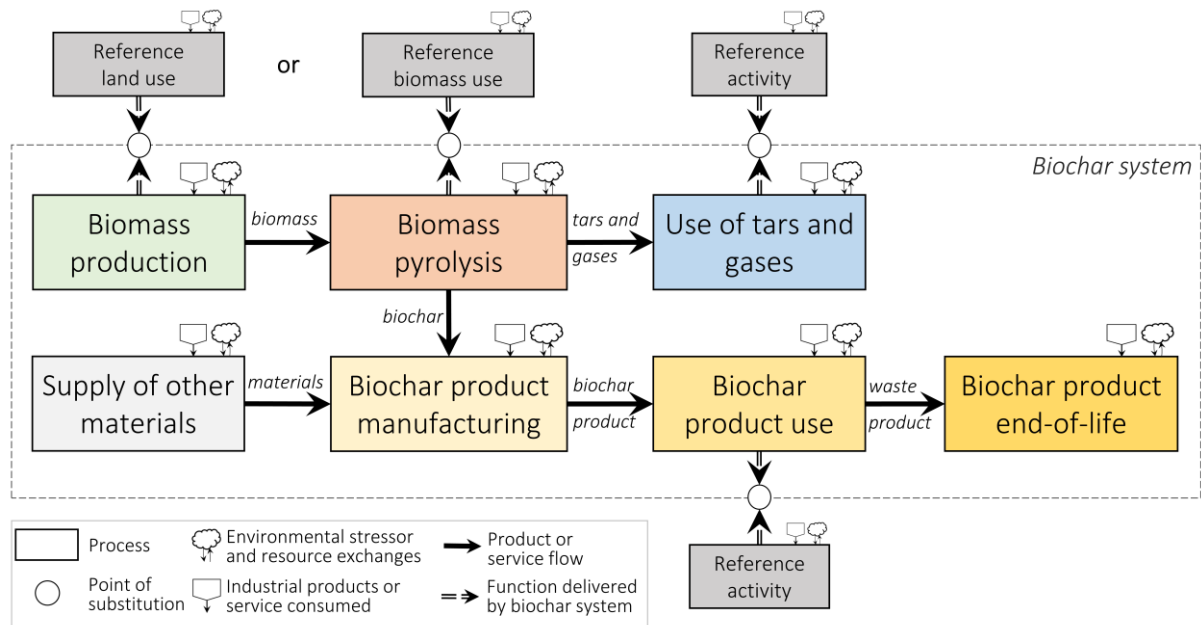 Reference
land use
or
Reference
biomass use
Reference
activity
Biochar system
Biomass
production
biomass
Biomass
pyrolysis
tars and
gases
Use of tars and
gases
biochar
Supply of other
materials
materials
Biochar product
manufacturing
biochar
product
Biochar
product use
waste
product
Biochar product
end-of-life
Process
Environmental stressor
and resource exchanges
Product or
service flow
Point of
substitution
Industrial products or
service consumed
Function delivered
by biochar system
Reference
activity